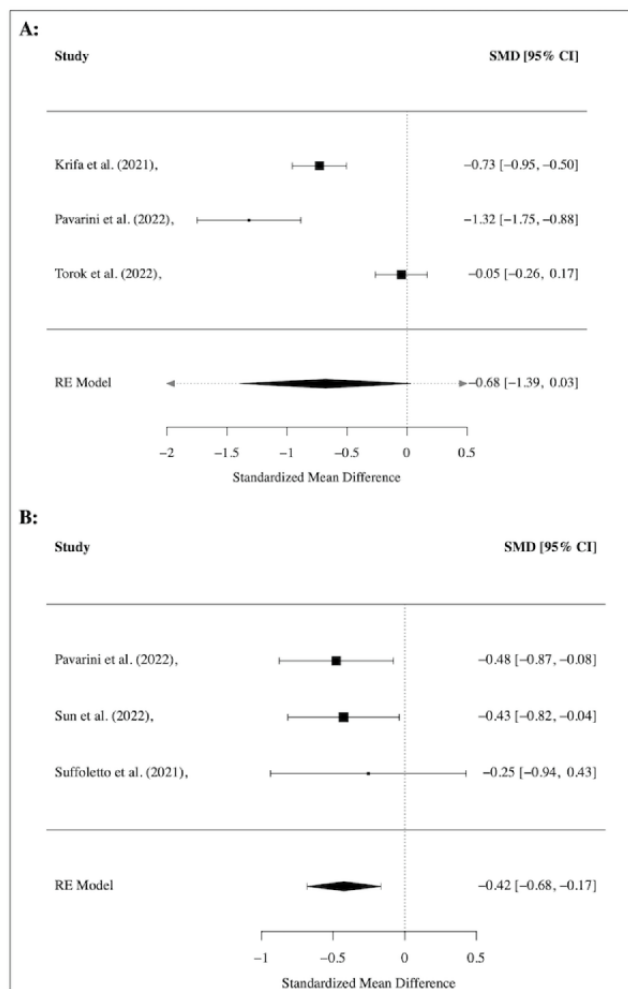 A:
Study SMD [95% CI]
Krifa et al. (2021), −0.73 [−0.95, −0.50]
Pavarini et al. (2022), −1.32 [−1.75, −0.88]
Torok et al. (2022), −0.05 [−0.26, 0.17]
RE Model −0.68 [−1.39, 0.03]
−2 −1.5 −1 −0.5 0 0.5
Standardized Mean Difference
B:
Study SMD [95% CI]
Pavarini et al. (2022), −0.48 [−0.87, −0.08]
Sun et al. (2022), −0.43 [−0.82, −0.04]
Suffoletto et al. (2021), −0.25 [−0.94, 0.43]
RE Model −0.42 [−0.68, −0.17]
−1 −0.5 0 0.5
Standardized Mean Difference